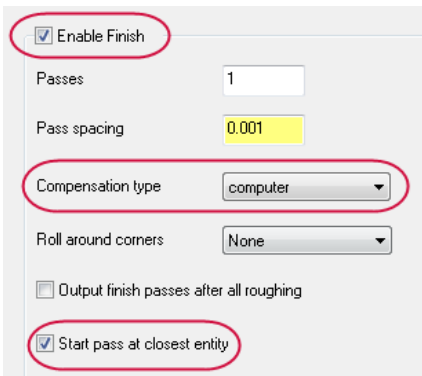 Enable Finish
Passes 1
Pass spacing 0.001
Compensation type computer
Roll around corners None
Output finish passes after all roughing
Start pass at closest entity